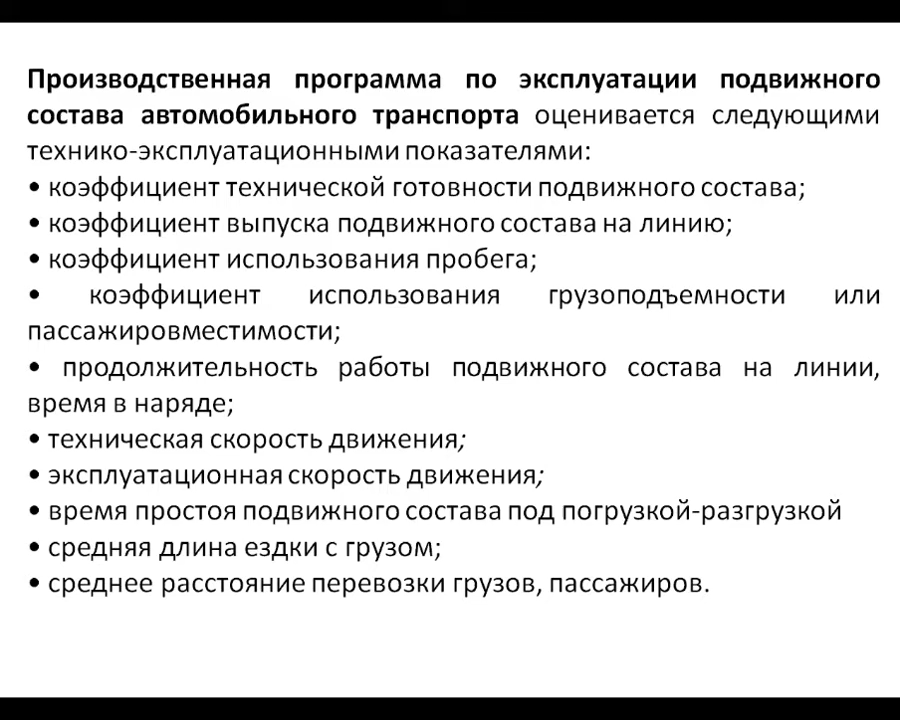 Производственная программа по эксплуатации подвижного
состава автомобильного транспорта оценивается следующими
технико-эксплуатационными показателями:
• коэффициент технической готовности подвижного состава;
• коэффициент выпуска подвижного состава на линию;
• коэффициент использования пробега;
• коэффициент использования грузоподъемности или
пассажировместимости;
• продолжительность работы подвижного состава на линии,
время в наряде;
• техническая скорость движения;
• эксплуатационная скорость движения;
• время простоя подвижного состава под погрузкой-разгрузкой
• средняя длина ездки с грузом;
• среднее расстояние перевозки грузов, пассажиров.